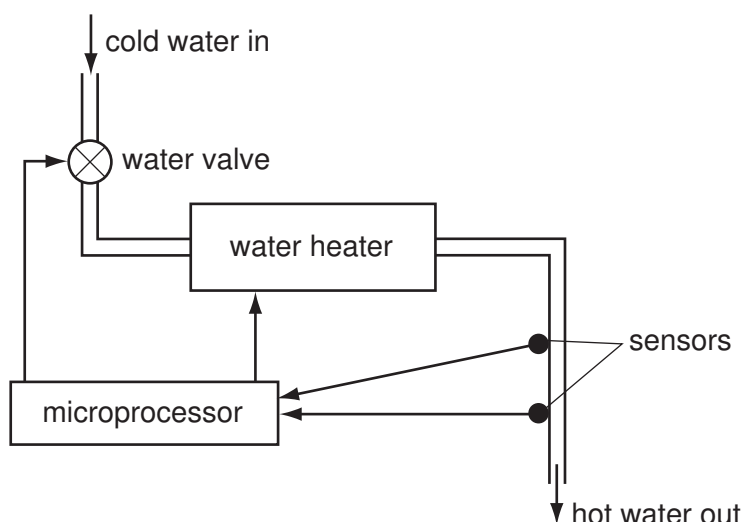 cold water in
water valve
water heater
sensors
microprocessor
hot water out